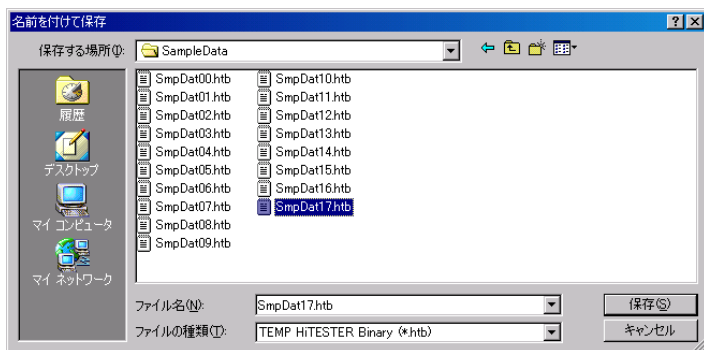 名前を付けて保存
保存する場所(I):
SampleData
履歴
デスクトップ
マイ コンピュータ
マイ ネットワーク
SmpDat00.htb
SmpDat01.htb
SmpDat02.htb
SmpDat03.htb
SmpDat04.htb
SmpDat05.htb
SmpDat06.htb
SmpDat07.htb
SmpDat08.htb
SmpDat09.htb
SmpDat10.htb
SmpDat11.htb
SmpDat12.htb
SmpDat13.htb
SmpDat14.htb
SmpDat15.htb
SmpDat16.htb
SmpDat17.htb
ファイル名(N):
SmpDat17.htb
保存(S)
ファイルの種類(T):
TEMP HiTESTER Binary (*.htb)
キャンセル